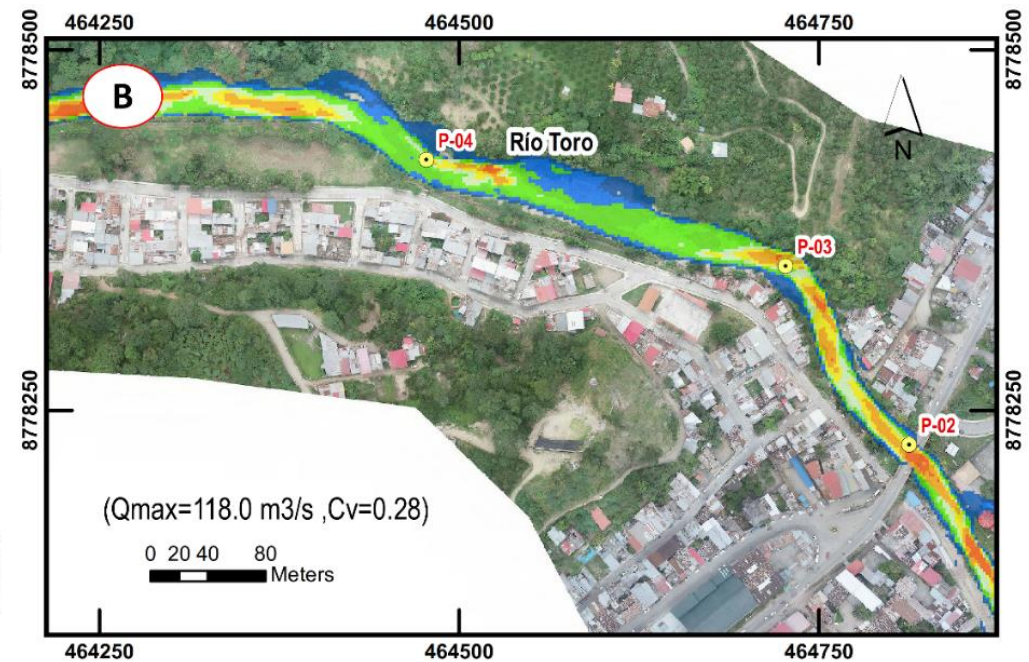 464250 464500 464750
8778500 8778500
B
P-04
Río Toro
N
P-03
8778250 8778250
P-02
(Qmax=118.0 m3/s ,Cv=0.28)
0 20 40 80
Meters
464250 464500 464750